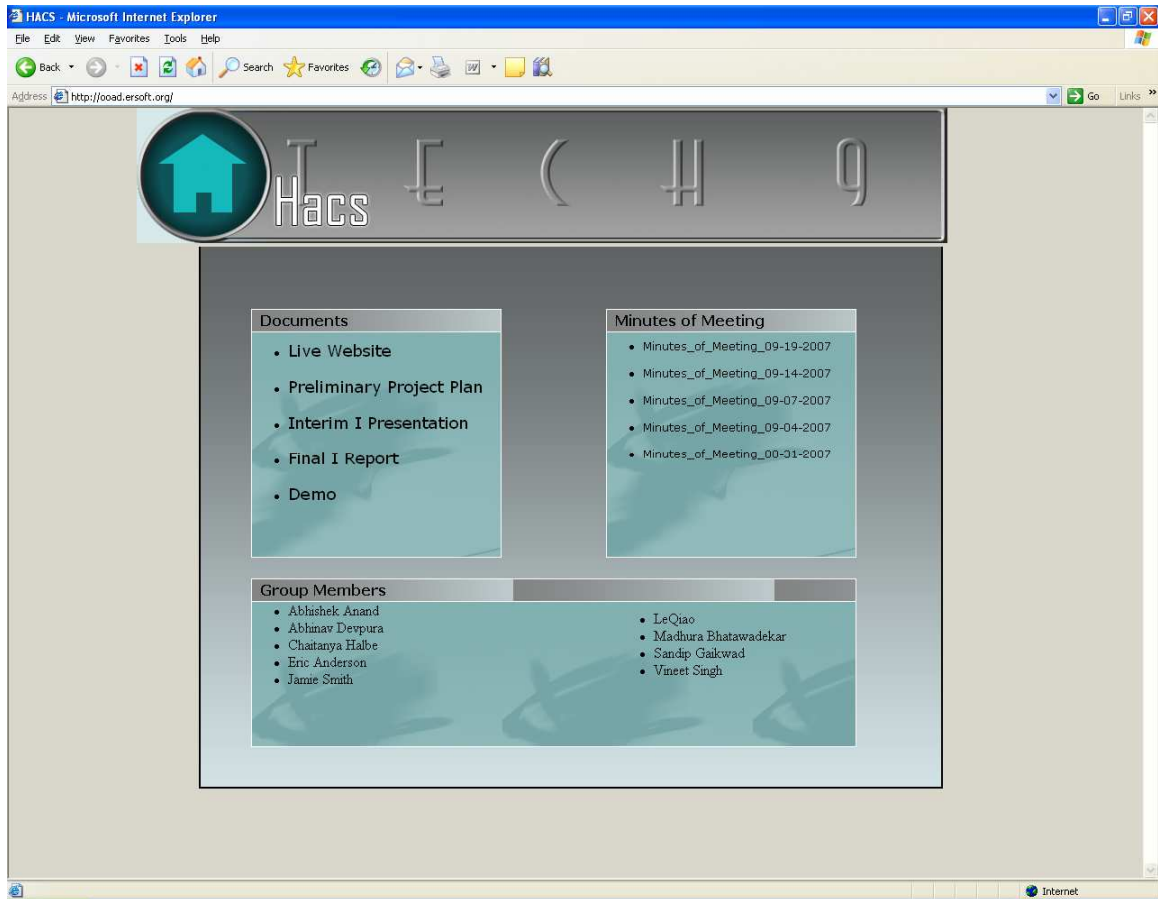 HACS - Microsoft Internet Explorer
File Edit View Favorites Tools Help
Back Search Favorites
Address http://ooad.ersoft.org/ Go Links »
T E C H 9
Hacs
Documents
• Live Website
• Preliminary Project Plan
• Interim I Presentation
• Final I Report
• Demo
Minutes of Meeting
• Minutes_of_Meeting_09-19-2007
• Minutes_of_Meeting_09-14-2007
• Minutes_of_Meeting_09-07-2007
• Minutes_of_Meeting_09-04-2007
• Minutes_of_Meeting_00-31-2007
Group Members
• Abhishek Anand
• Abhinav Devpura
• Chaitanya Halbe
• Eric Anderson
• Jamie Smith
• LeQiao
• Madhura Bhatawadekar
• Sandip Gaikwad
• Vineet Singh
Internet